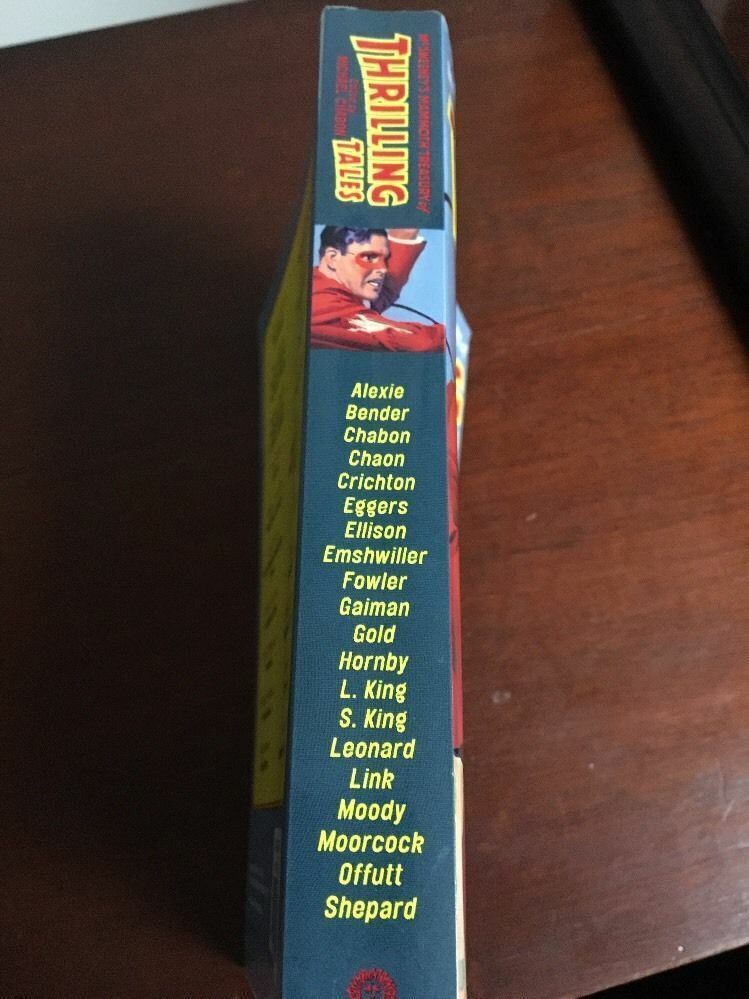 McSWEENEY'S MAMMOTH TREASURY of
THRILLING
TALES
Edited by
MICHAEL CHABON
Alexie
Bender
Chabon
Chaon
Crichton
Eggers
Ellison
Emshwiller
Fowler
Gaiman
Gold
Hornby
L. King
S. King
Leonard
Link
Moody
Moorcock
Offutt
Shepard